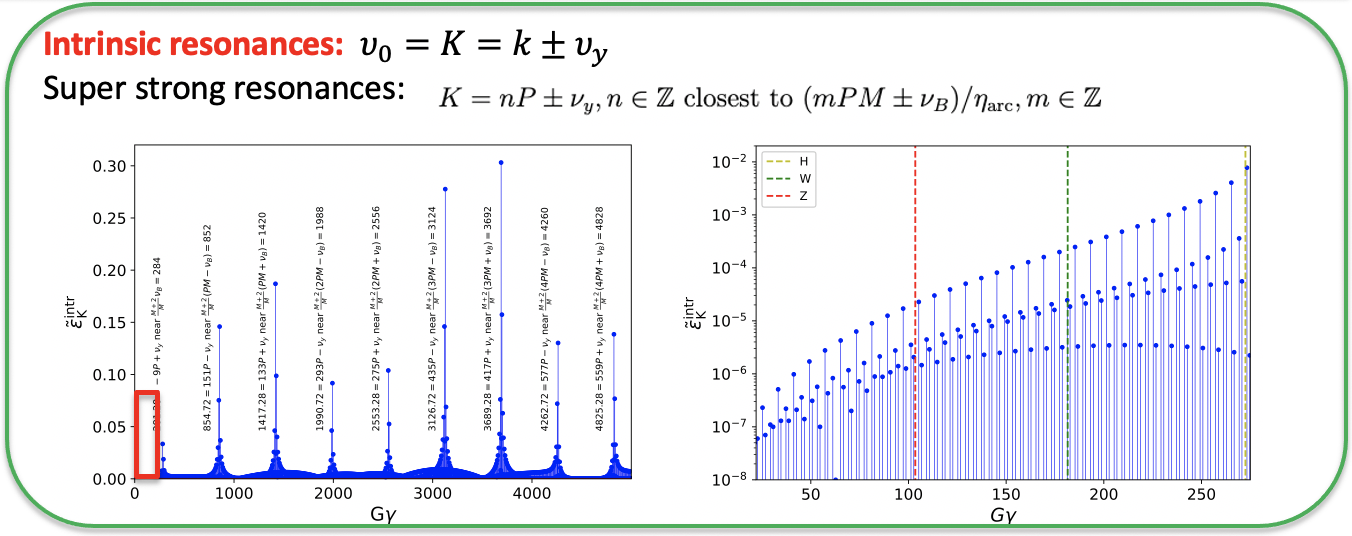 Intrinsic resonances: υ₀ = K = k ± υ_y
Super strong resonances: K = nP ± ν_y, n ∈ ℤ closest to (mPM ± ν_B)/η_arc, m ∈ ℤ
0.30
0.25
0.20
0.15
0.10
0.05
0.00
ε̃_K^intr
− 9P + ν_y near (M+2)/M ν_B = 284
854.72 = 151P − ν_y near (M+2)/M (PM − ν_B) = 852
1417.28 = 133P + ν_y near (M+2)/M (PM + ν_B) = 1420
1990.72 = 293P − ν_y near (M+2)/M (2PM − ν_B) = 1988
2553.28 = 275P + ν_y near (M+2)/M (2PM + ν_B) = 2556
3126.72 = 435P − ν_y near (M+2)/M (3PM − ν_B) = 3124
3689.28 = 417P + ν_y near (M+2)/M (3PM + ν_B) = 3692
4262.72 = 577P − ν_y near (M+2)/M (4PM − ν_B) = 4260
4825.28 = 559P + ν_y near (M+2)/M (4PM + ν_B) = 4828
0 1000 2000 3000 4000
Gγ
10⁻²
10⁻³
10⁻⁴
10⁻⁵
10⁻⁶
10⁻⁷
10⁻⁸
ε̃_K^intr
H
W
Z
50 100 150 200 250
Gγ